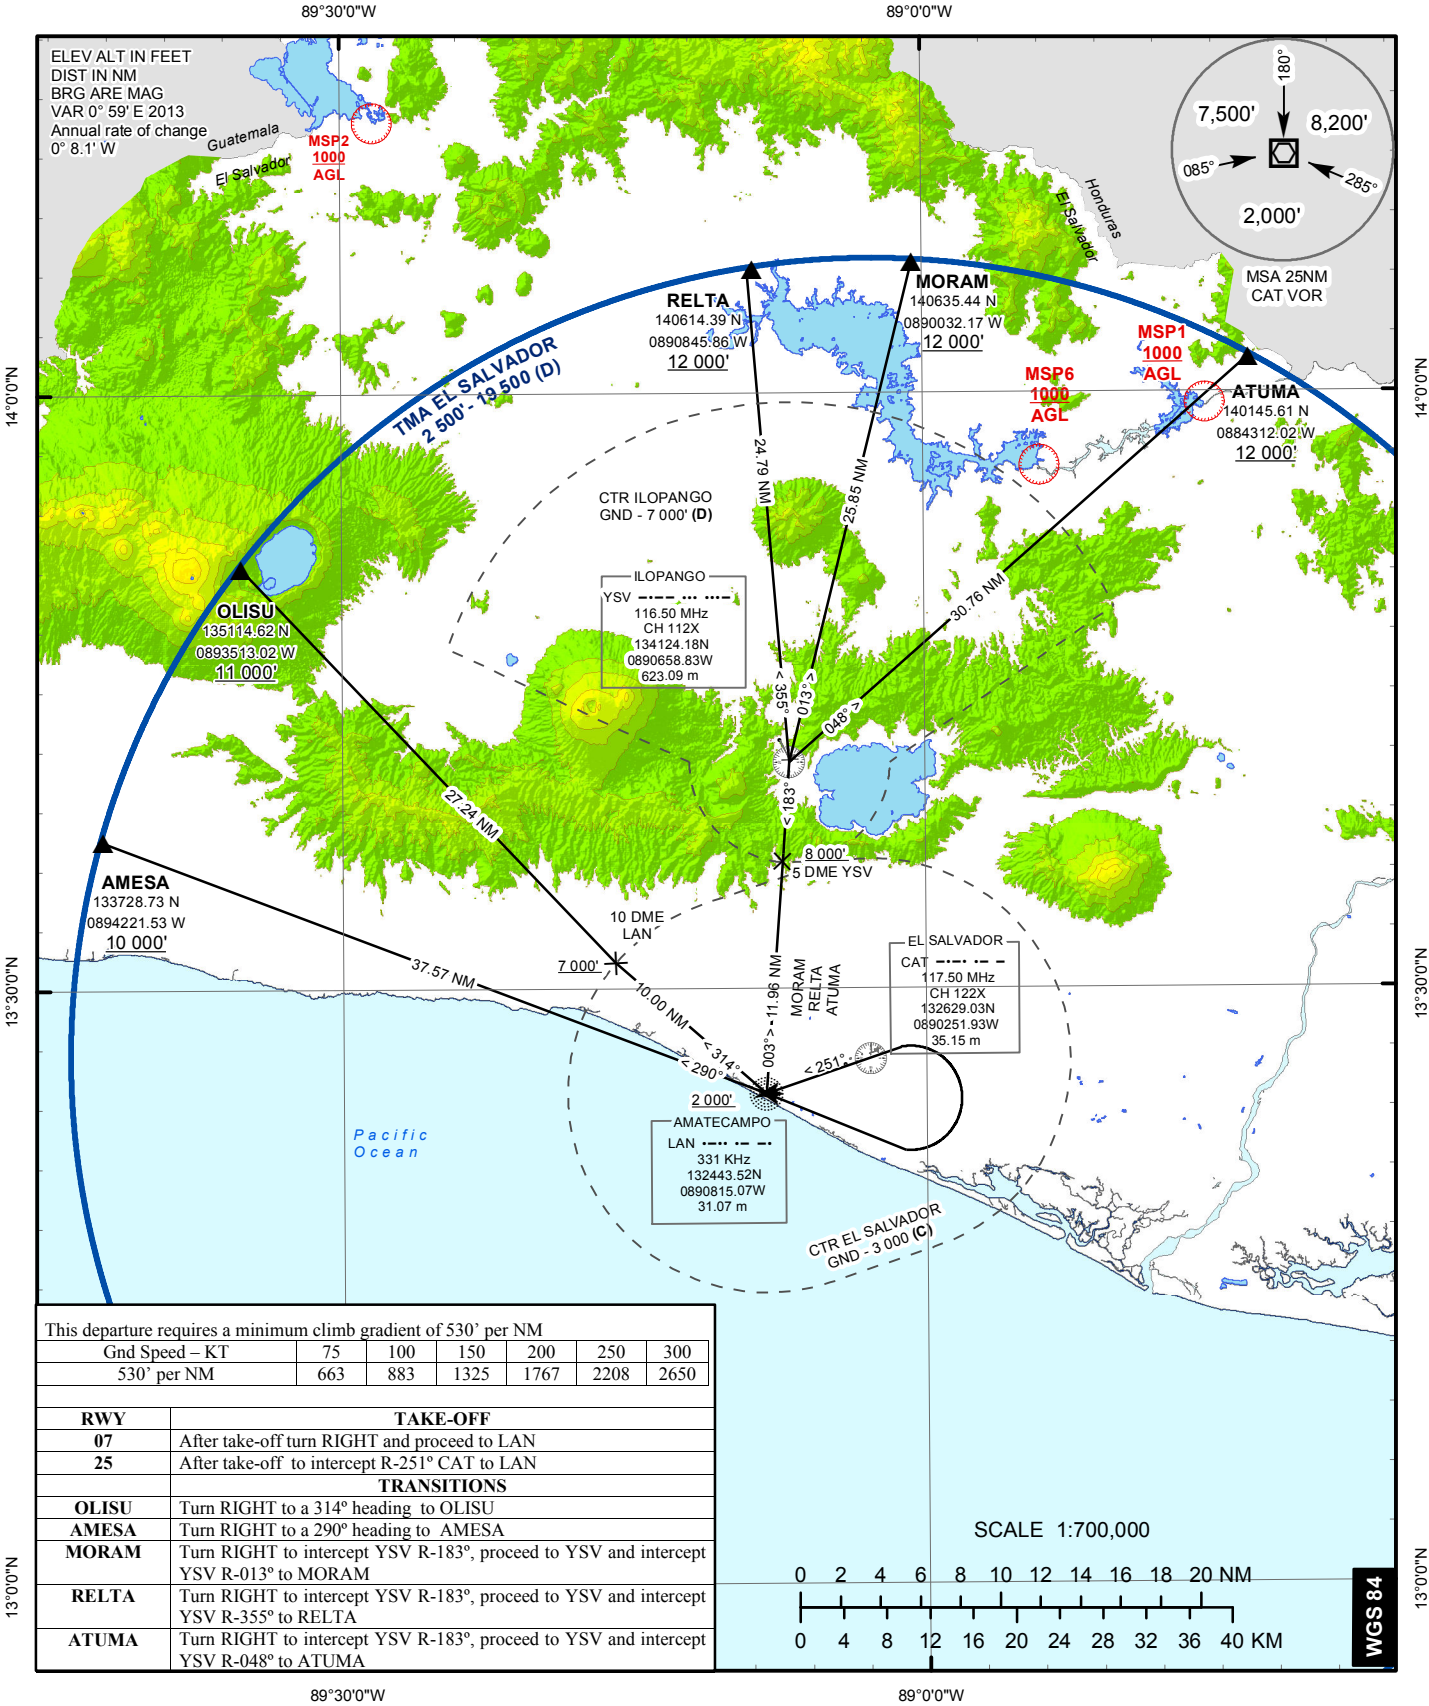 89°30'0"W
89°0'0"W
ELEV ALT IN FEET
DIST IN NM
BRG ARE MAG
VAR 0° 59' E 2013
Annual rate of change
0° 8.1' W
Guatemala
El Salvador
MSP2
1000
AGL
Honduras
El Salvador
180°
7,500'
8,200'
085°
285°
2,000'
MSA 25NM
CAT VOR
RELTA
140614.39 N
0890845.86 W
12 000'
MORAM
140635.44 N
0890032.17 W
12 000'
MSP1
1000
AGL
MSP6
1000
AGL
ATUMA
140145.61 N
0884312.02 W
12 000'
14°0'0"N
14°0'0"N
TMA EL SALVADOR
2 500' - 19 500 (D)
24.79 NM
25.85 NM
30.76 NM
CTR ILOPANGO
GND - 7 000' (D)
ILOPANGO
YSV
116.50 MHz
CH 112X
134124.18N
0890658.83W
623.09 m
OLISU
135114.62 N
0893513.02 W
11 000'
< 355°
013° >
048° >
< 183°
27.24 NM
8 000'
5 DME YSV
AMESA
133728.73 N
0894221.53 W
10 000'
10 DME
LAN
7 000'
37.57 NM
10.00 NM
003° > - 11.96 NM
MORAM
RELTA
ATUMA
EL SALVADOR
CAT
117.50 MHz
CH 122X
132629.03N
0890251.93W
35.15 m
13°30'0"N
13°30'0"N
< 314°
< 290°
< 251°
2 000'
AMATECAMPO
LAN
331 KHz
132443.52N
0890815.07W
31.07 m
Pacific
Ocean
CTR EL SALVADOR
GND - 3 000 (C)
This departure requires a minimum climb gradient of 530’ per NM
Gnd Speed – KT 75 100 150 200 250 300
530’ per NM 663 883 1325 1767 2208 2650
RWY TAKE-OFF
07 After take-off turn RIGHT and proceed to LAN
25 After take-off to intercept R-251º CAT to LAN
TRANSITIONS
OLISU Turn RIGHT to a 314º heading to OLISU
AMESA Turn RIGHT to a 290º heading to AMESA
MORAM Turn RIGHT to intercept YSV R-183º, proceed to YSV and intercept
YSV R-013º to MORAM
RELTA Turn RIGHT to intercept YSV R-183º, proceed to YSV and intercept
YSV R-355º to RELTA
ATUMA Turn RIGHT to intercept YSV R-183º, proceed to YSV and intercept
YSV R-048º to ATUMA
SCALE 1:700,000
0 2 4 6 8 10 12 14 16 18 20 NM
0 4 8 12 16 20 24 28 32 36 40 KM
WGS 84
13°0'0"N
13°0'0"N
89°30'0"W
89°0'0"W